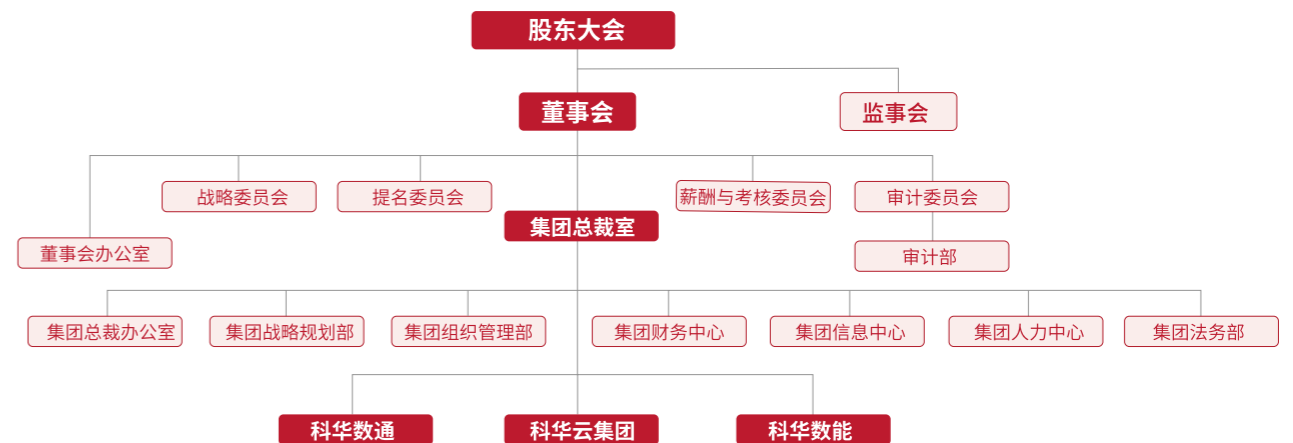 股东大会
董事会
监事会
战略委员会
提名委员会
薪酬与考核委员会
审计委员会
集团总裁室
董事会办公室
审计部
集团总裁办公室
集团战略规划部
集团组织管理部
集团财务中心
集团信息中心
集团人力中心
集团法务部
科华数通
科华云集团
科华数能